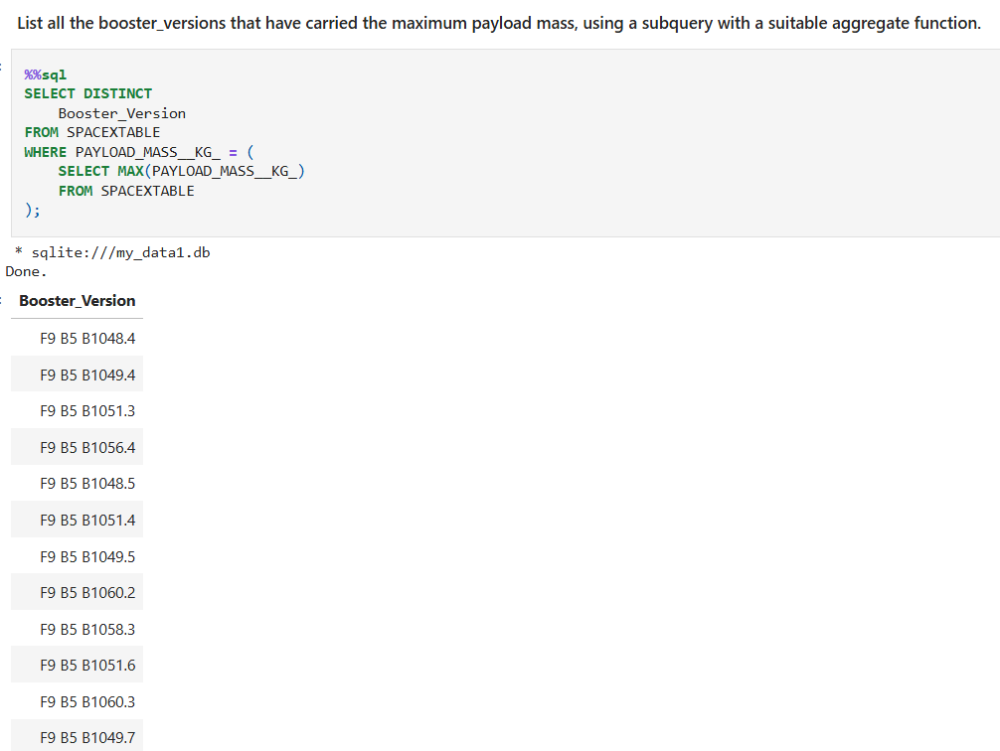 List all the booster_versions that have carried the maximum payload mass, using a subquery with a suitable aggregate function.
%%sql
SELECT DISTINCT
    Booster_Version
FROM SPACEXTABLE
WHERE PAYLOAD_MASS__KG_ = (
    SELECT MAX(PAYLOAD_MASS__KG_)
    FROM SPACEXTABLE
);
* sqlite:///my_data1.db
Done.
Booster_Version
F9 B5 B1048.4
F9 B5 B1049.4
F9 B5 B1051.3
F9 B5 B1056.4
F9 B5 B1048.5
F9 B5 B1051.4
F9 B5 B1049.5
F9 B5 B1060.2
F9 B5 B1058.3
F9 B5 B1051.6
F9 B5 B1060.3
F9 B5 B1049.7